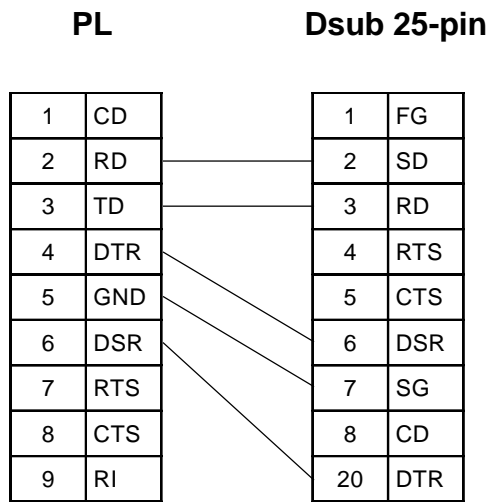 PL Dsub 25-pin
1 CD 1 FG
2 RD 2 SD
3 TD 3 RD
4 DTR 4 RTS
5 GND 5 CTS
6 DSR 6 DSR
7 RTS 7 SG
8 CTS 8 CD
9 RI 20 DTR